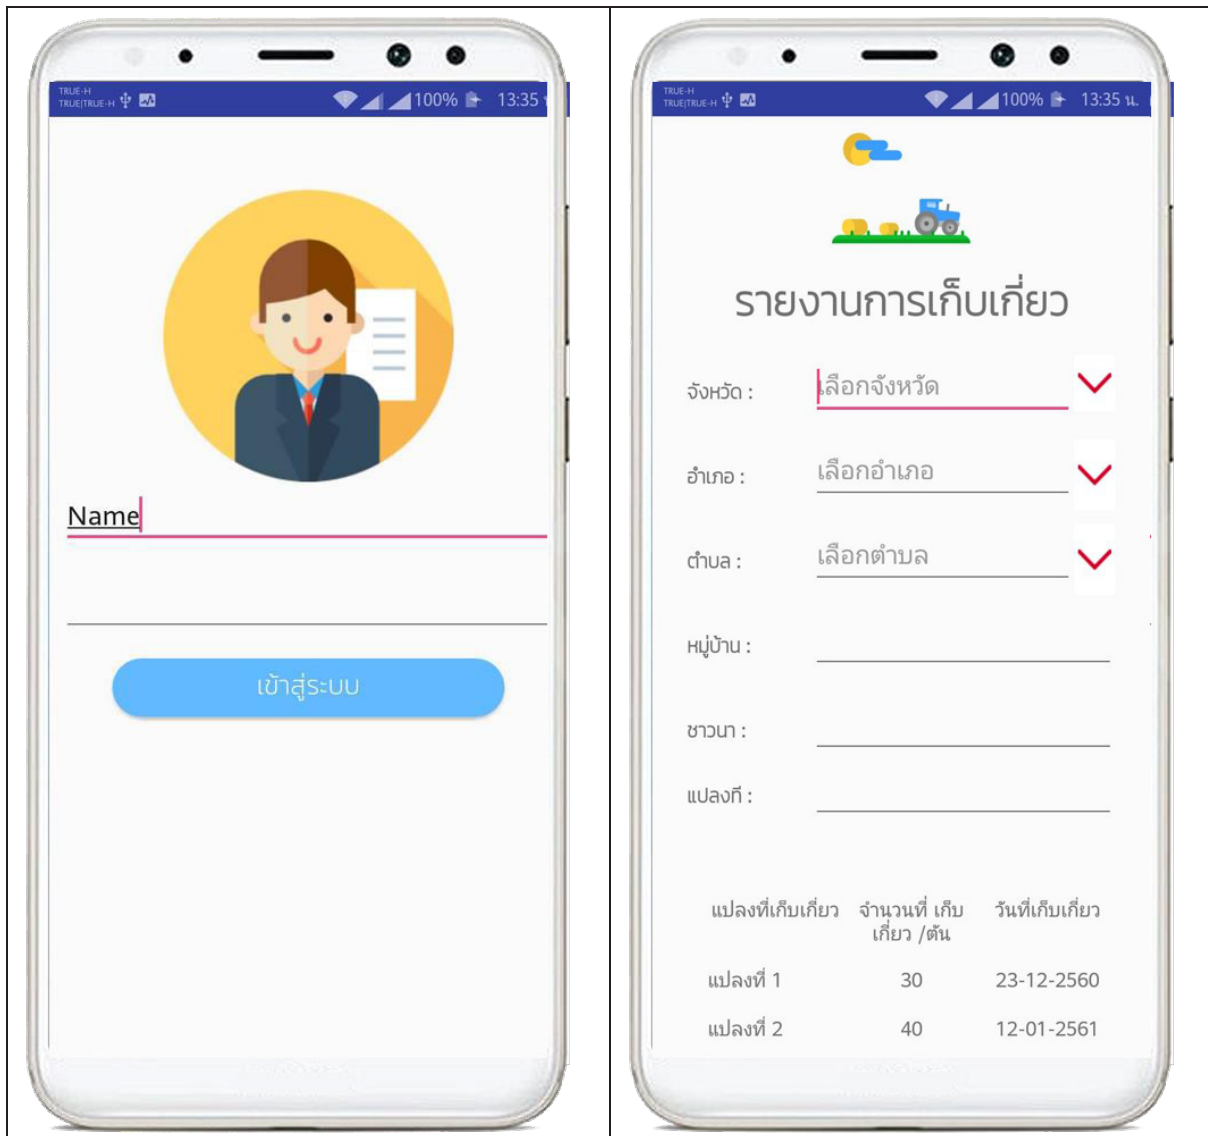 TRUE-H
TRUE|TRUE-H 100% 13:35
Name
เข้าสู่ระบบ
TRUE-H
TRUE|TRUE-H 100% 13:35 น.
รายงานการเก็บเกี่ยว
จังหวัด : เลือกจังหวัด
อำเภอ : เลือกอำเภอ
ตำบล : เลือกตำบล
หมู่บ้าน :
ชาวนา :
แปลงที่ :
แปลงที่เก็บเกี่ยว จำนวนที่ เก็บ วันที่เก็บเกี่ยว
เกี่ยว /ตัน
แปลงที่ 1 30 23-12-2560
แปลงที่ 2 40 12-01-2561